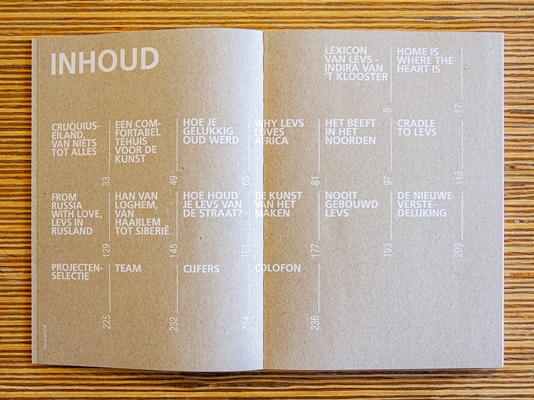 INHOUD
LEXICON
VAN LEVS -
INDIRA VAN
'T KLOOSTER
8
HOME IS
WHERE THE
HEART IS
17
CRUQUIUS-
EILAND,
VAN NIÉTS
TOT ALLES
33
EEN COM-
FORTABEL
TEHUIS
VOOR DE
KUNST
49
HOE JE
GELUKKIG
OUD WERD
65
WHY LEVS
LOVES
AFRICA
81
HET BEEFT
IN HET
NOORDEN
97
CRADLE
TO LEVS
113
FROM
RUSSIA
WITH LOVE,
LEVS IN
RUSLAND
129
HAN VAN
LOGHEM,
VAN
HAARLEM
TOT SIBERIË
145
HOE HOUD
JE LEVS VAN
DE STRAAT?
161
DE KUNST
VAN HET
MAKEN
177
NOOIT
GEBOUWD
LEVS
193
DE NIEUWE
VERSTE-
DELIJKING
209
PROJECTEN-
SELECTIE
225
TEAM
232
CIJFERS
234
COLOFON
236